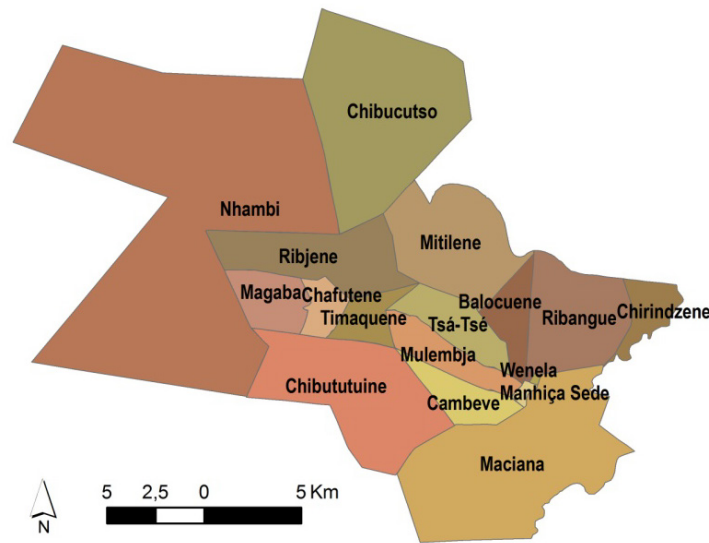 Chibucutso
Nhambi
Mitilene
Ribjene
Magaba
Chafutene
Balocuene
Chirindzene
Timaquene
Tsá-Tsé
Ribangue
Mulembja
Wenela
Chibututuine
Manhiça Sede
Cambeve
Maciana
5 2,5 0 5 Km
N